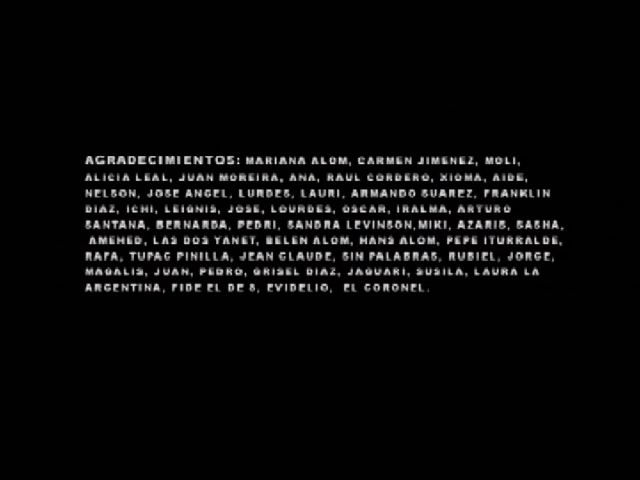 AGRADECIMIENTOS: MARIANA ALOM, CARMEN JIMENEZ, MOLI,
ALICIA LEAL, JUAN MOREIRA, ANA, RAUL CORDERO, XIOMA, AIDE,
NELSON, JOSE ANGEL, LURDES, LAURI, ARMANDO SUAREZ, FRANKLIN
DIAZ, ICHI, LEIGNIS, JOSE, LOURDES, OSCAR, IRALMA, ARTURO
SANTANA, BERNARDA, PEDRI, SANDRA LEVINSON,MIKI, AZARIS, SASHA,
AMEHED, LAS DOS YANET, BELEN ALOM, HANS ALOM, PEPE ITURRALDE,
RAFA, TUPAC PINILLA, JEAN CLAUDE, SIN PALABRAS, RUBIEL, JORGE,
MAGALIS, JUAN, PEDRO, GRISEL DIAZ, JAGUARI, SUSILA, LAURA LA
ARGENTINA, FIDE EL DE 8, EVIDELIO, EL CORONEL.